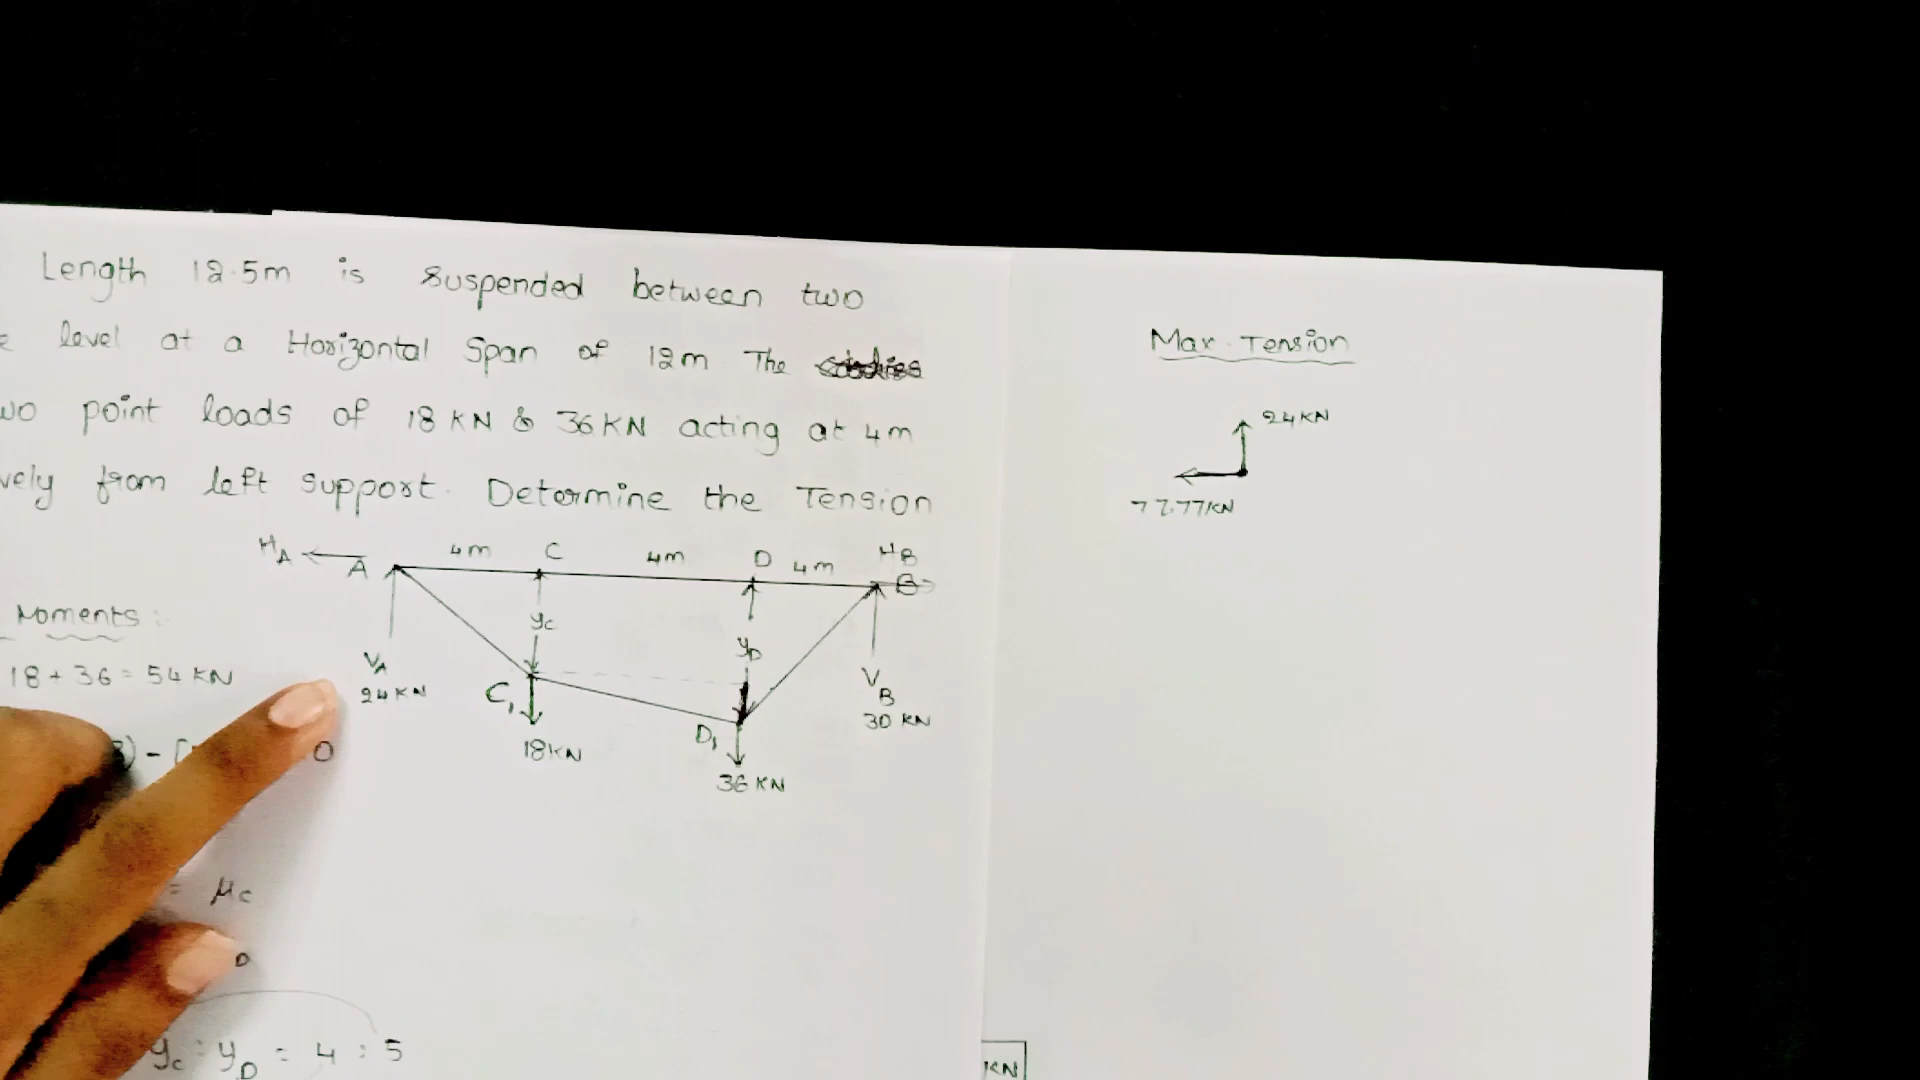 Length 12.5m is suspended between two
level at a Horizontal Span of 12m The
point loads of 18 KN & 36 KN acting at 4m
vely from left support. Determine the Tension
HA A 4m C 4m D 4m HB B
Moments :
18 + 36 = 54 KN
VA
24 KN
yc
yD
C1
18KN
D1
36 KN
VB
30 KN
0
= Mc
D
yc : yD = 4 : 5
Max. Tension
24KN
77.77KN
KN